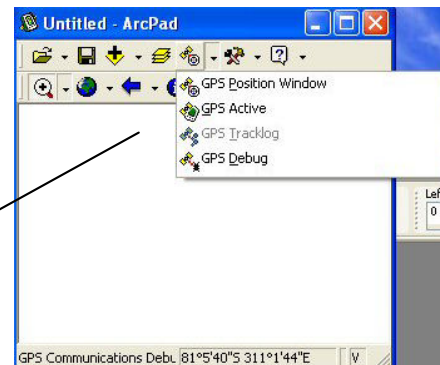 Untitled - ArcPad
GPS Position Window
GPS Active
GPS Tracklog
GPS Debug
Lef
0
GPS Communications Debu 81°5'40"S 311°1'44"E V